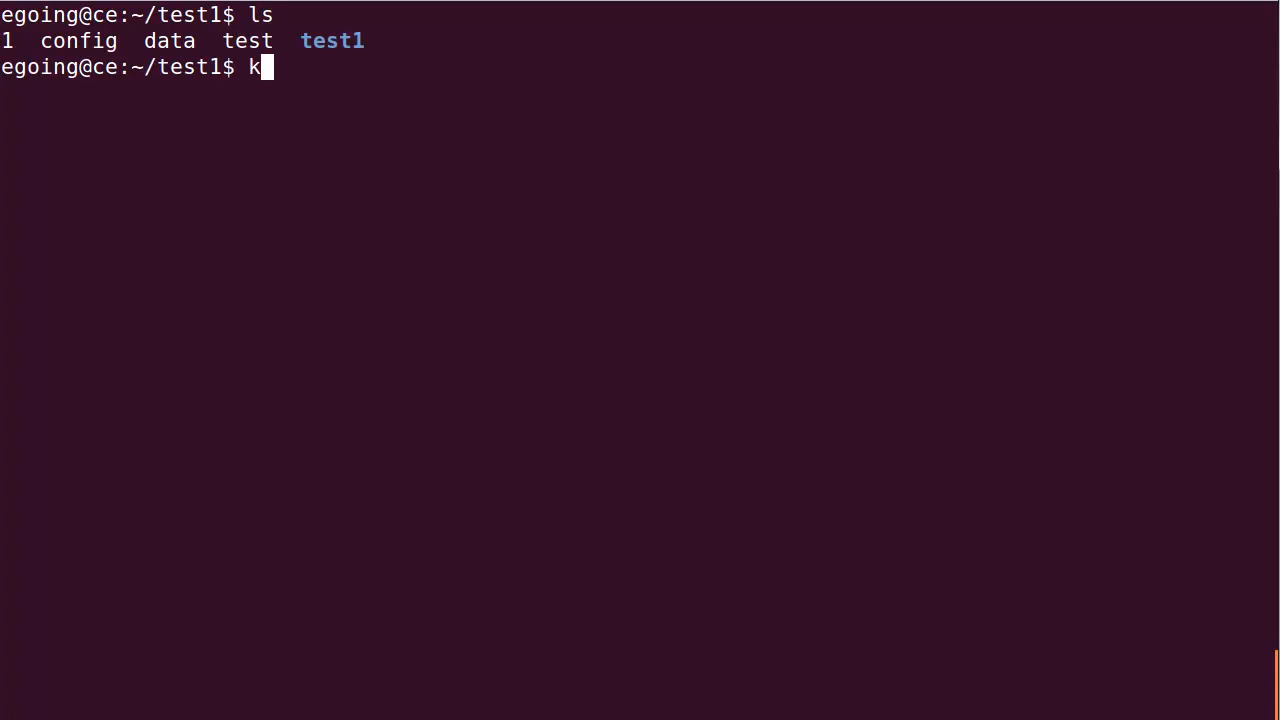 egoing@ce:~/test1$ ls
1  config  data  test  test1
egoing@ce:~/test1$ k